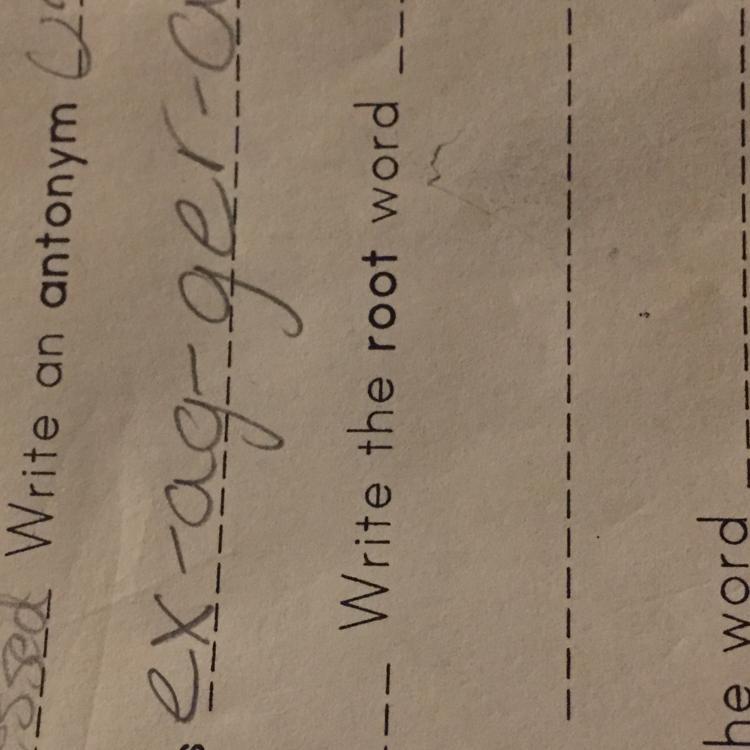 Write an antonym
ex-ag-ger-a
Write the root word
he word